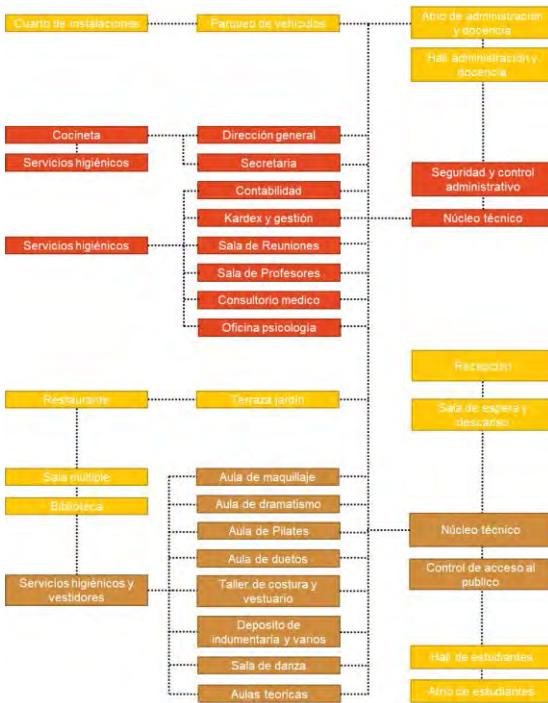 Cuarto de instalaciones
Parqueo de vehículos
Atrio de administración
y docencia
Hall administración y
docencia
Cocineta
Dirección general
Servicios higiénicos
Secretaria
Seguridad y control
administrativo
Contabilidad
Kardex y gestión
Núcleo técnico
Servicios higiénicos
Sala de Reuniones
Sala de Profesores
Consultorio medico
Oficina psicología
Recepción
Restaurante
Terraza jardín
Sala de espera y
descanso
Sala múltiple
Aula de maquillaje
Biblioteca
Aula de dramatismo
Aula de Pilates
Núcleo técnico
Aula de duetos
Control de acceso al
publico
Servicios higiénicos y
vestidores
Taller de costura y
vestuario
Deposito de
indumentaría y varios
Sala de danza
Hall de estudiantes
Aulas teoricas
Atrio de estudiantes